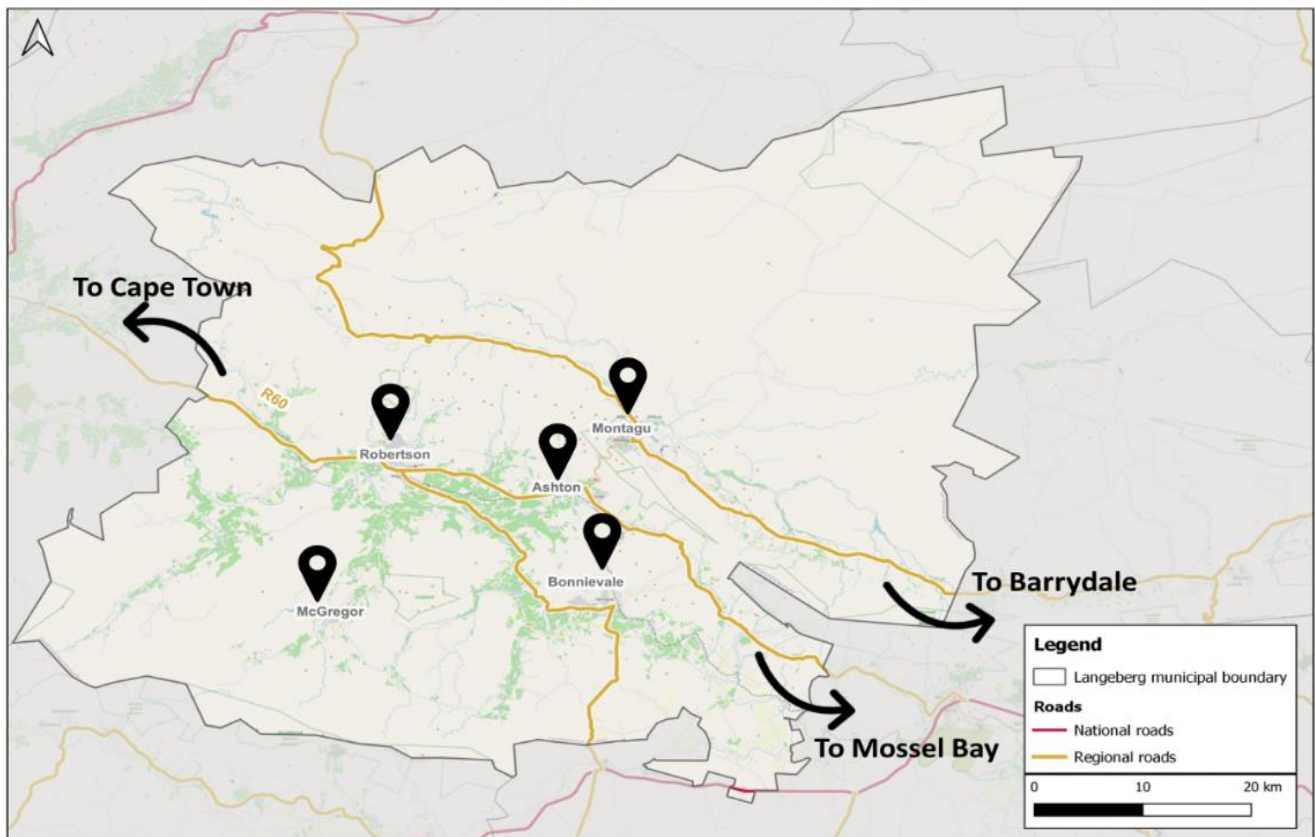 To Cape Town
R60
Montagu
Robertson
Ashton
Bonnievale
McGregor
To Barrydale
To Mossel Bay
Legend
Langeberg municipal boundary
Roads
National roads
Regional roads
0 10 20 km